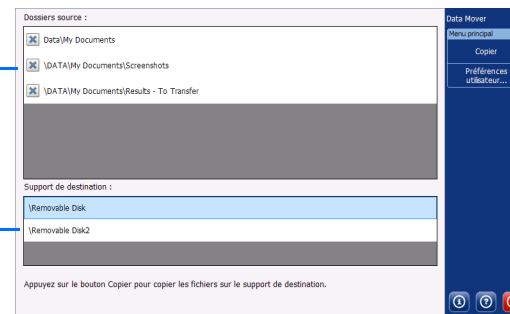 Dossiers source :
Data\My Documents
\DATA\My Documents\Screenshots
\DATA\My Documents\Results - To Transfer
Support de destination :
\Removable Disk
\Removable Disk2
Appuyez sur le bouton Copier pour copier les fichiers sur le support de destination.
Data Mover
Menu principal
Copier
Préférences
utilisateur...